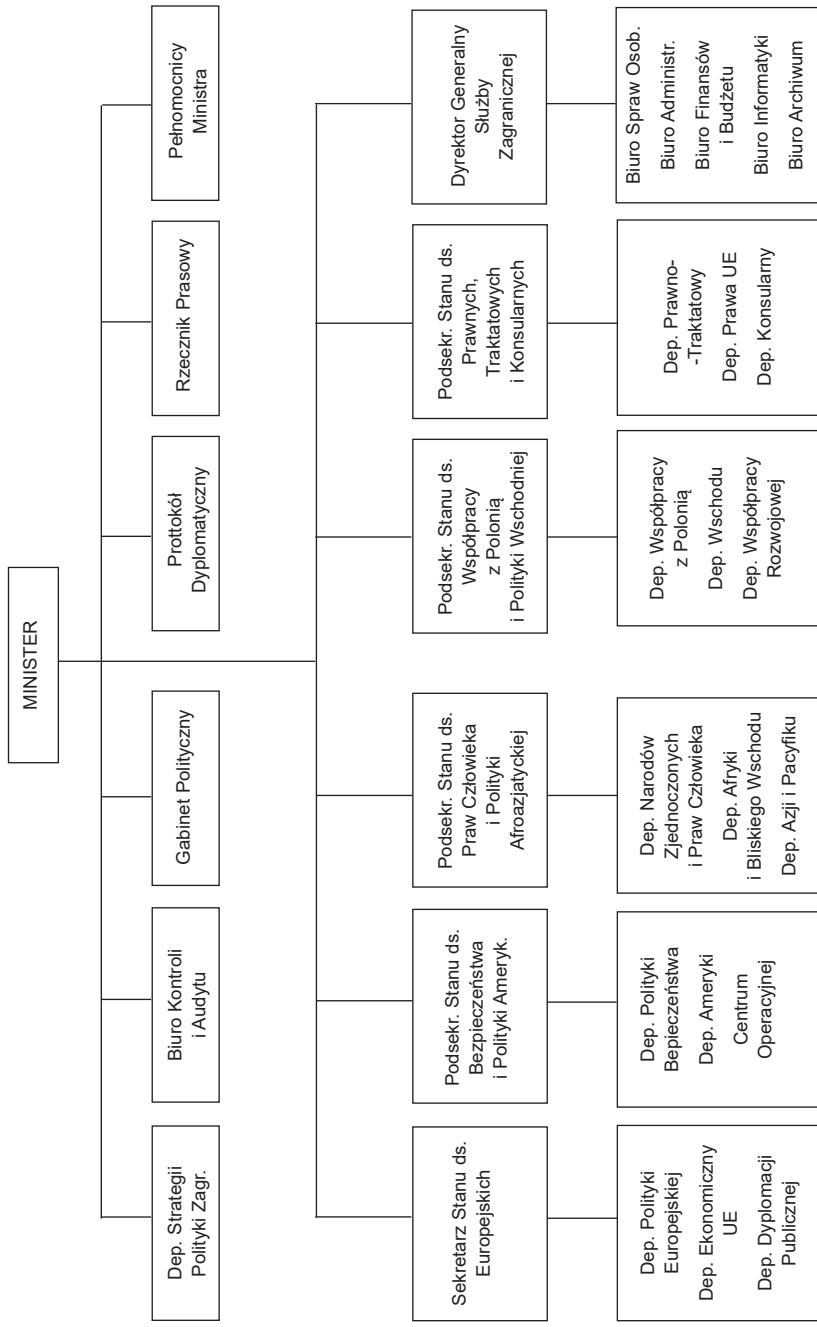 MINISTER
Dep. Strategii
Polityki Zagr.
Biuro Kontroli
i Audytu
Gabinet Polityczny
Prottokół
Dyplomatyczny
Rzecznik Prasowy
Pełnomocnicy
Ministra
Sekretarz Stanu ds.
Europejskich
Podsekr. Stanu ds.
Bezpieczeństwa
i Polityki Ameryk.
Podsekr. Stanu ds.
Praw Człowieka
i Polityki
Afroazjatyckiej
Podsekr. Stanu ds.
Współpracy
z Polonią
i Polityki Wschodniej
Podsekr. Stanu ds.
Prawnych,
Traktatowych
i Konsularnych
Dyrektor Generalny
Służby
Zagranicznej
Dep. Polityki
Europejskiej
Dep. Ekonomiczny
UE
Dep. Dyplomacji
Publicznej
Dep. Polityki
Bepieczeństwa
Dep. Ameryki
Centrum
Operacyjnej
Dep. Narodów
Zjednoczonych
i Praw Człowieka
Dep. Afryki
i Bliskiego Wschodu
Dep. Azji i Pacyfiku
Dep. Współpracy
z Polonią
Dep. Wschodu
Dep. Współpracy
Rozwojowej
Dep. Prawno-
-Traktatowy
Dep. Prawa UE
Dep. Konsularny
Biuro Spraw Osob.
Biuro Administr.
Biuro Finansów
i Budżetu
Biuro Informatyki
Biuro Archiwum